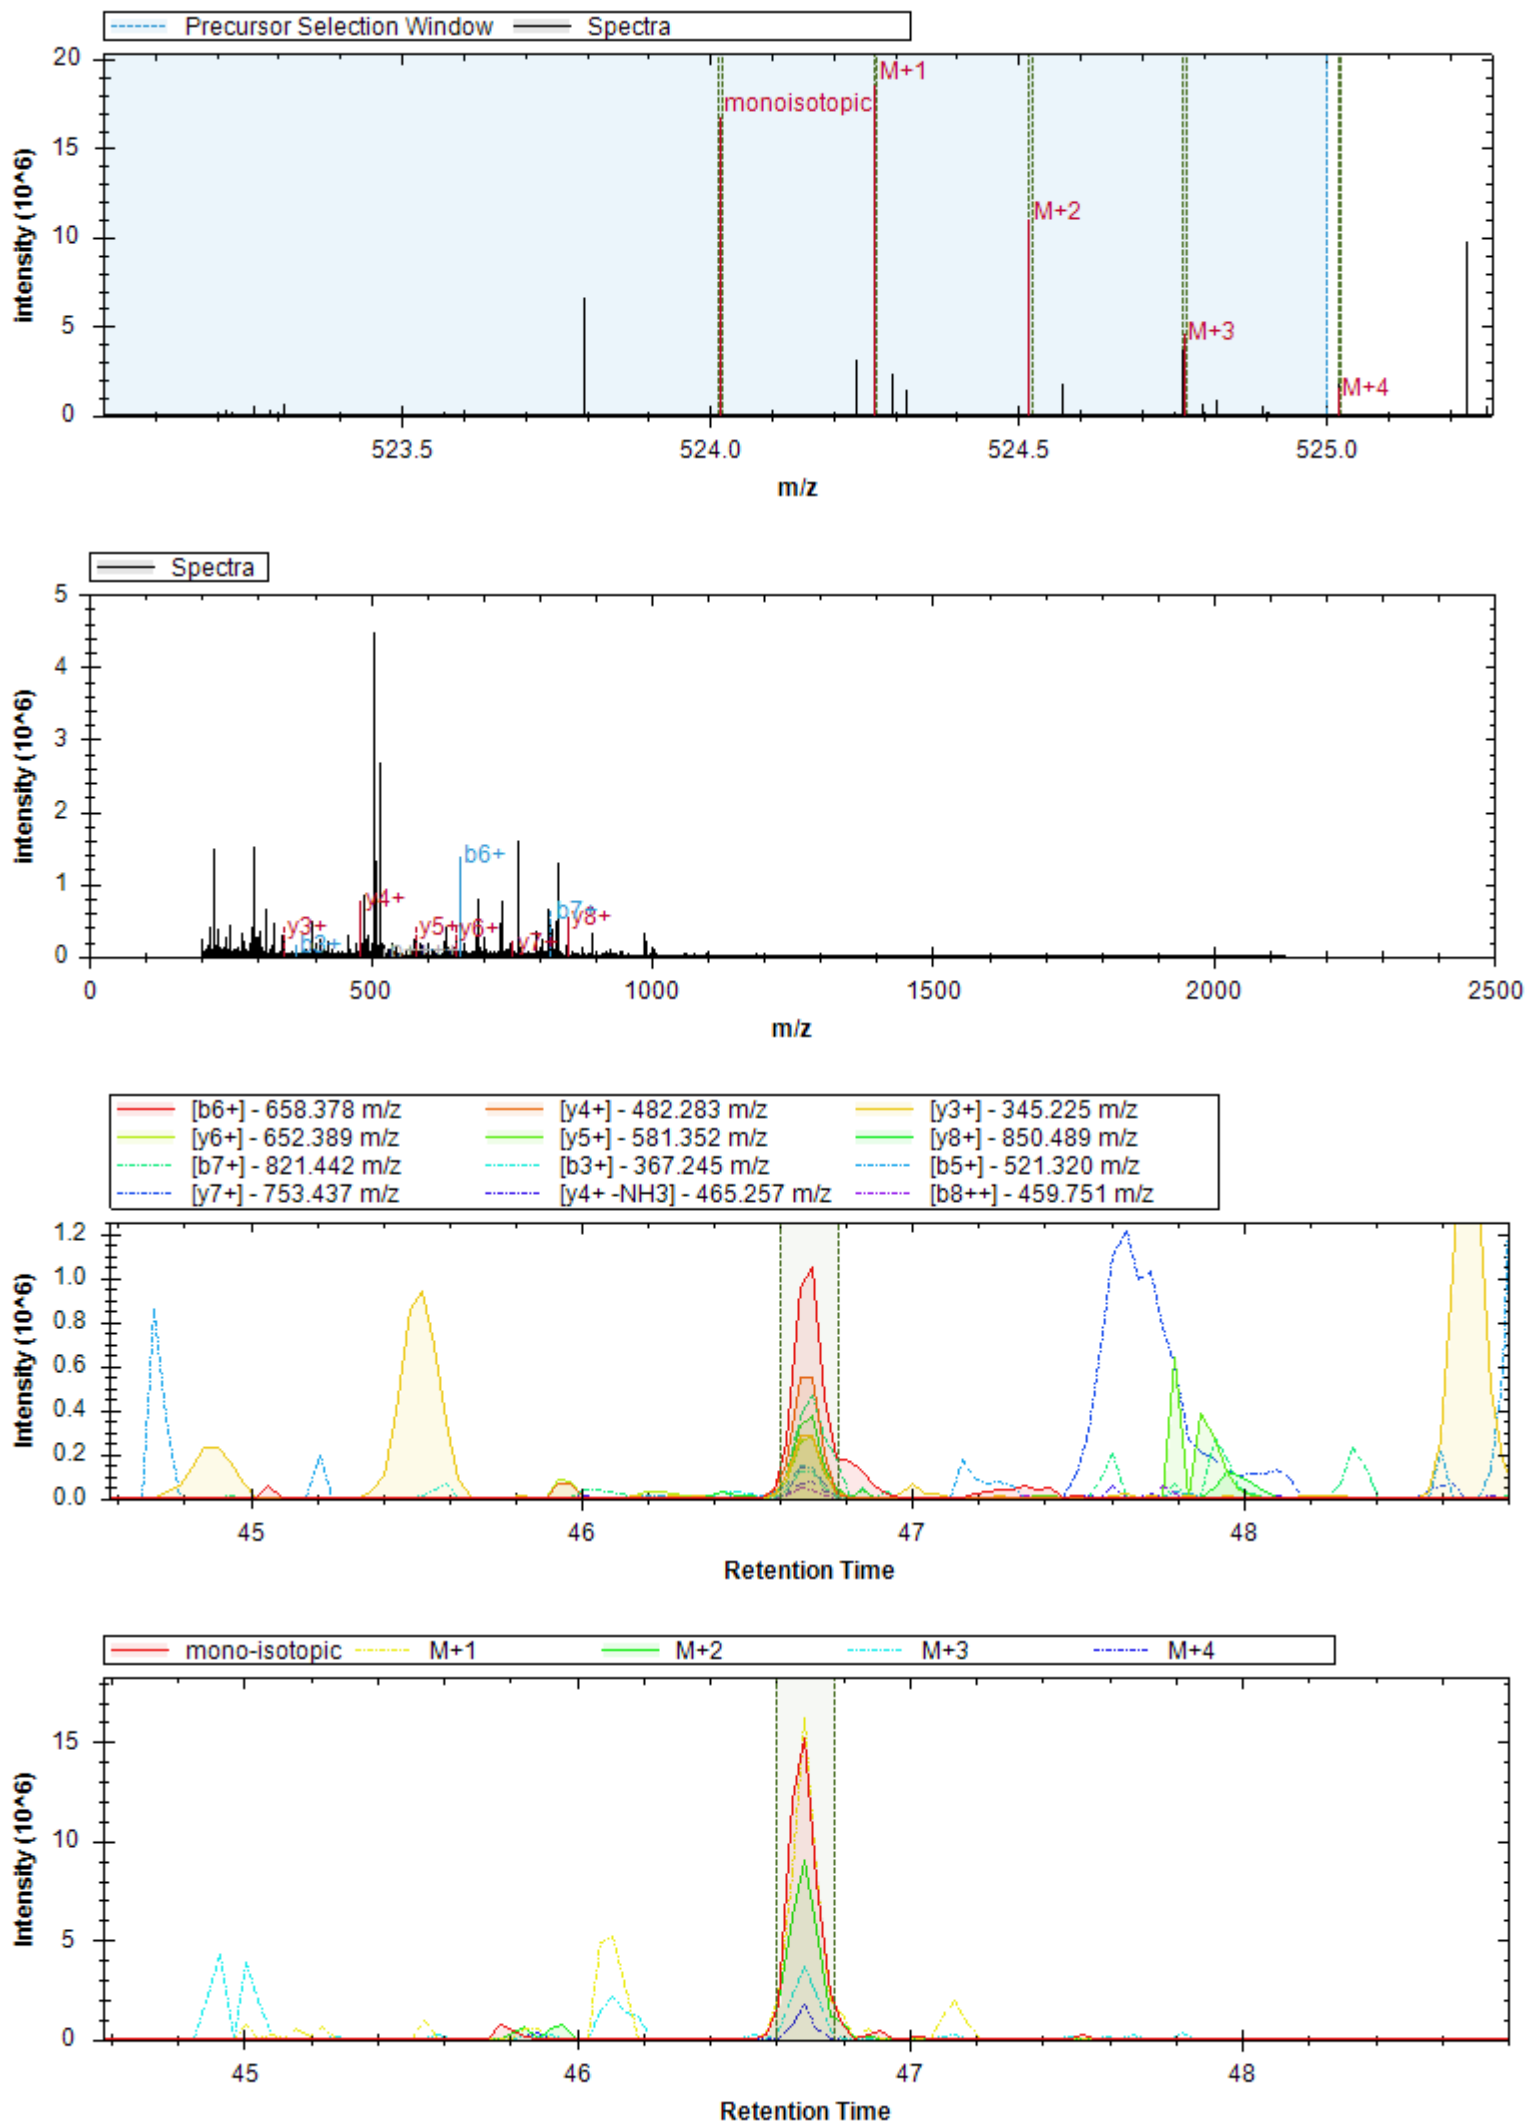 Precursor Selection Window Spectra
20
15
10
5
0
intensity (10^6)
monoisotopic
M+1
M+2
M+3
M+4
523.5 524.0 524.5 525.0
m/z
Spectra
5
4
3
2
1
0
intensity (10^6)
y3+
b3+
y4+
y5+
y6+
b6+
y7+
b7+
y8+
0 500 1000 1500 2000 2500
m/z
[b6+] - 658.378 m/z [y4+] - 482.283 m/z [y3+] - 345.225 m/z
[y6+] - 652.389 m/z [y5+] - 581.352 m/z [y8+] - 850.489 m/z
[b7+] - 821.442 m/z [b3+] - 367.245 m/z [b5+] - 521.320 m/z
[y7+] - 753.437 m/z [y4+ -NH3] - 465.257 m/z [b8++] - 459.751 m/z
1.2
1.0
0.8
0.6
0.4
0.2
0.0
Intensity (10^6)
45 46 47 48
Retention Time
mono-isotopic M+1 M+2 M+3 M+4
15
10
5
0
Intensity (10^6)
45 46 47 48
Retention Time